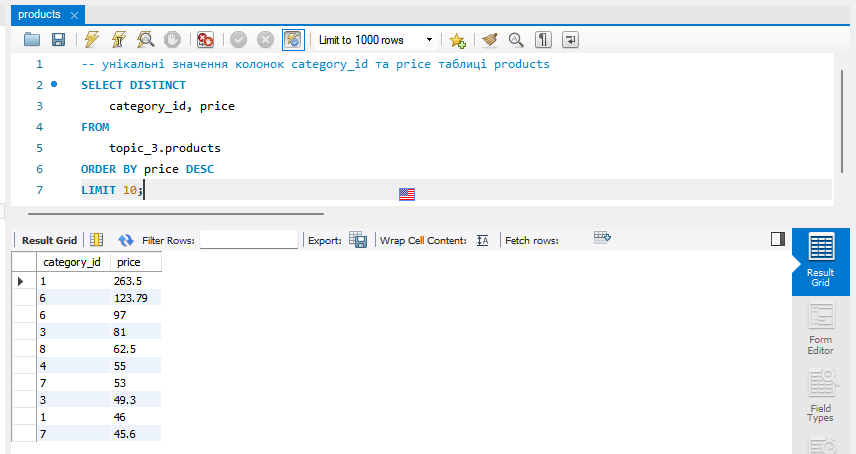 products
Limit to 1000 rows
1 -- унікальні значення колонок category_id та price таблиці products
2 SELECT DISTINCT
3 category_id, price
4 FROM
5 topic_3.products
6 ORDER BY price DESC
7 LIMIT 10;
Result Grid Filter Rows: Export: Wrap Cell Content: Fetch rows:
category_id price
1 263.5
6 123.79
6 97
3 81
8 62.5
4 55
7 53
3 49.3
1 46
7 45.6
Result
Grid
Form
Editor
Field
Types